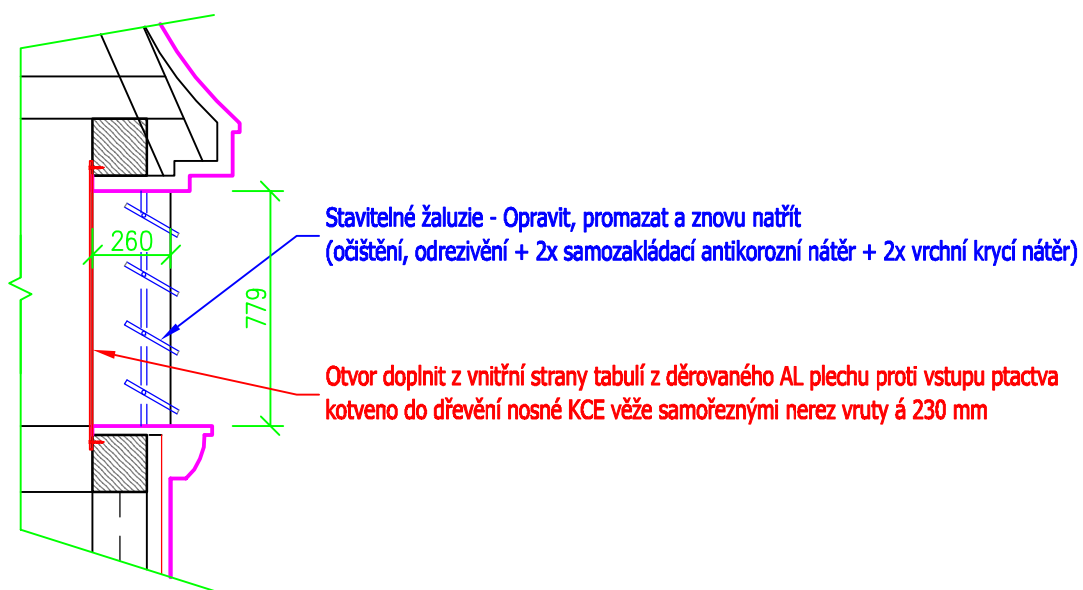 Stavitelné žaluzie - Opravit, promazat a znovu natřít
(očištění, odrezivění + 2x samozakládací antikorozní nátěr + 2x vrchní krycí nátěr)
260
779
Otvor doplnit z vnitřní strany tabulí z děrovaného AL plechu proti vstupu ptactva
kotveno do dřevění nosné KCE věže samořeznými nerez vruty á 230 mm